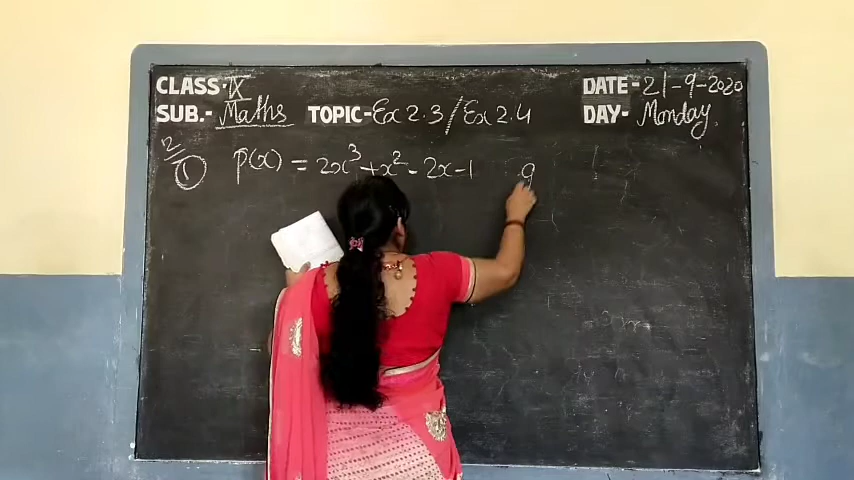 CLASS- IX
DATE - 21-9-2020
SUB.- Maths
TOPIC- Ex 2.3 / Ex 2.4
DAY- Monday
2
① p(x) = 2x³ + x² - 2x - 1 g